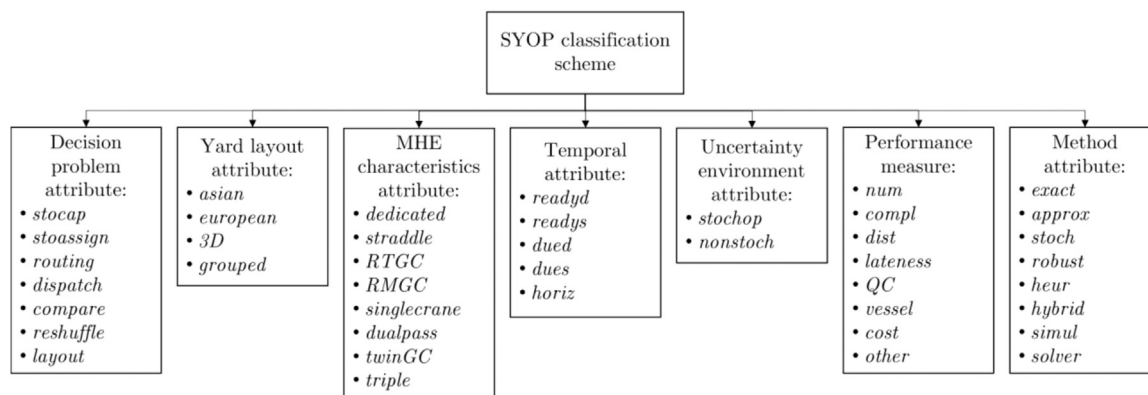 SYOP classification
scheme
Decision
problem
attribute:
• stocap
• stoassign
• routing
• dispatch
• compare
• reshuffle
• layout
Yard layout
attribute:
• asian
• european
• 3D
• grouped
MHE
characteristics
attribute:
• dedicated
• straddle
• RTGC
• RMGC
• singlecrane
• dualpass
• twinGC
• triple
Temporal
attribute:
• readyd
• readys
• dued
• dues
• horiz
Uncertainty
environment
attribute:
• stochop
• nonstoch
Performance
measure:
• num
• compl
• dist
• lateness
• QC
• vessel
• cost
• other
Method
attribute:
• exact
• approx
• stoch
• robust
• heur
• hybrid
• simul
• solver